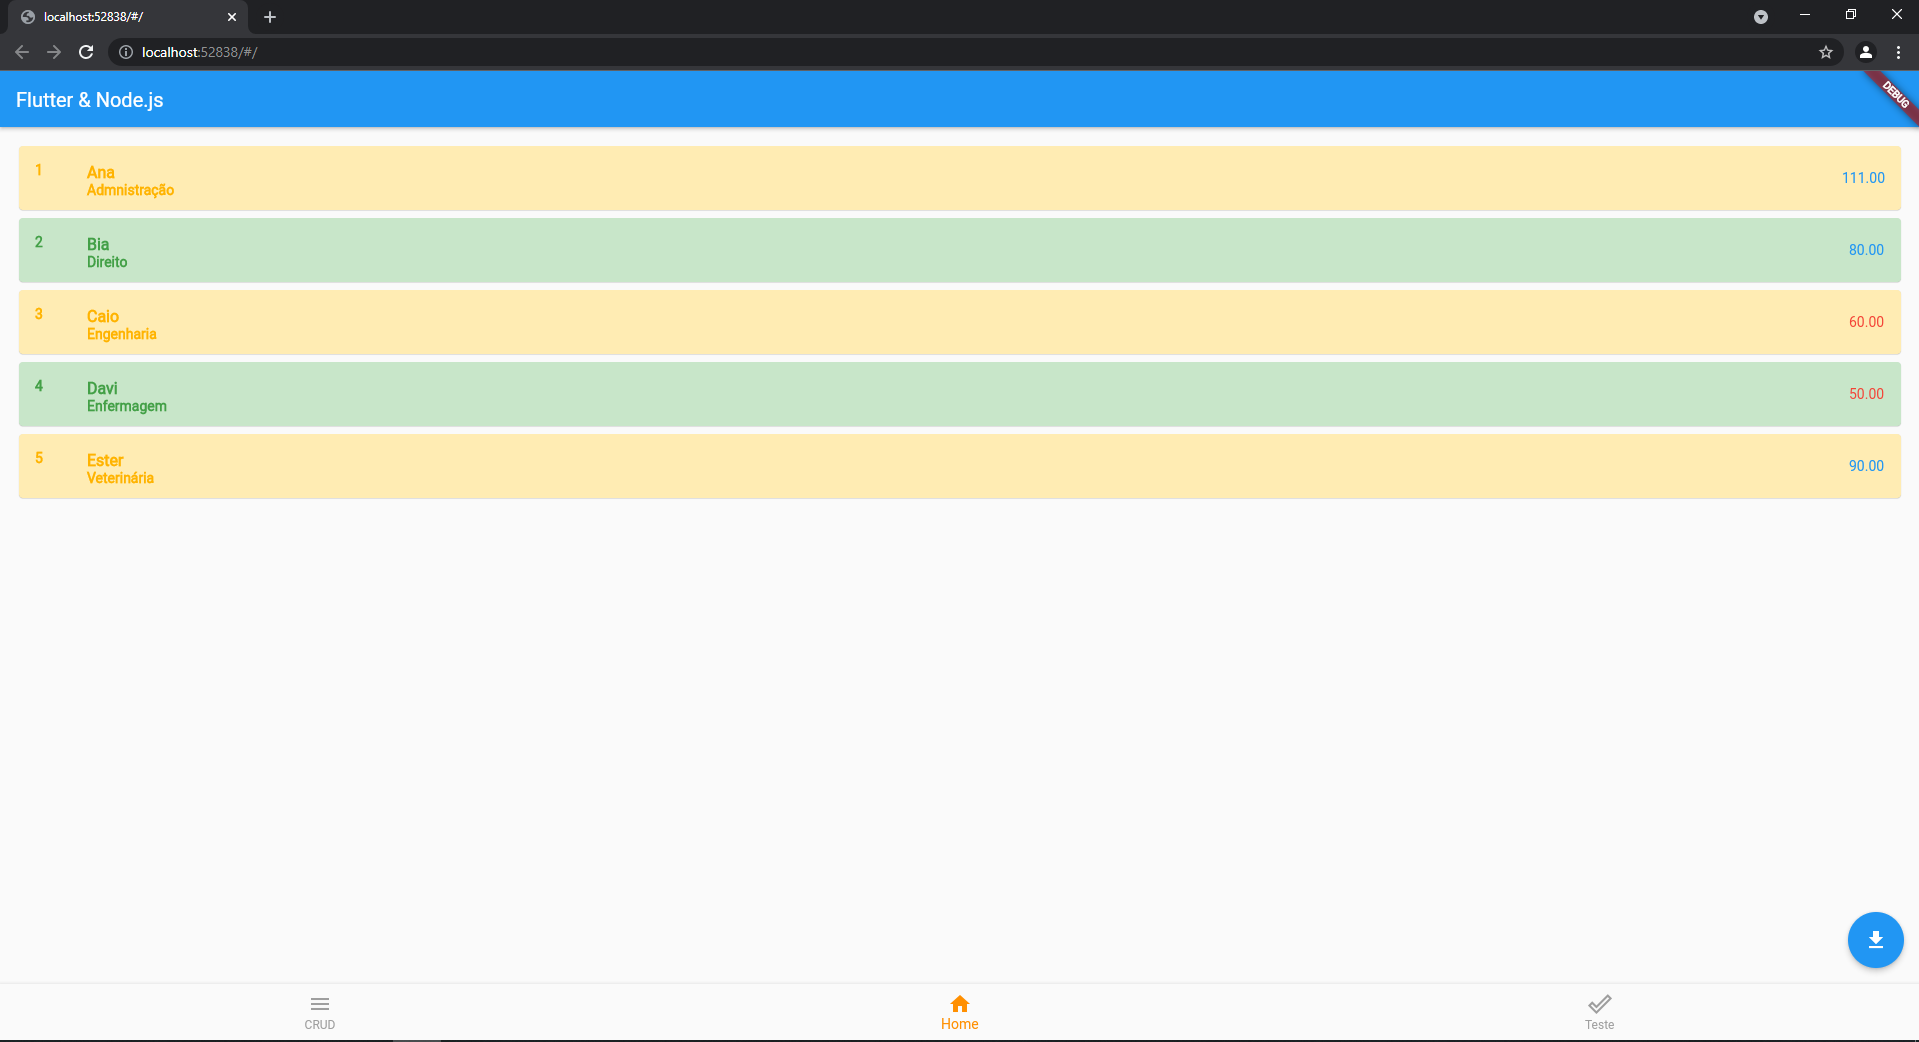 localhost:52838/#/
localhost:52838/#/
Flutter & Node.js
DEBUG
1
Ana
Admnistração
111.00
2
Bia
Direito
80.00
3
Caio
Engenharia
60.00
4
Davi
Enfermagem
50.00
5
Ester
Veterinária
90.00
CRUD
Home
Teste